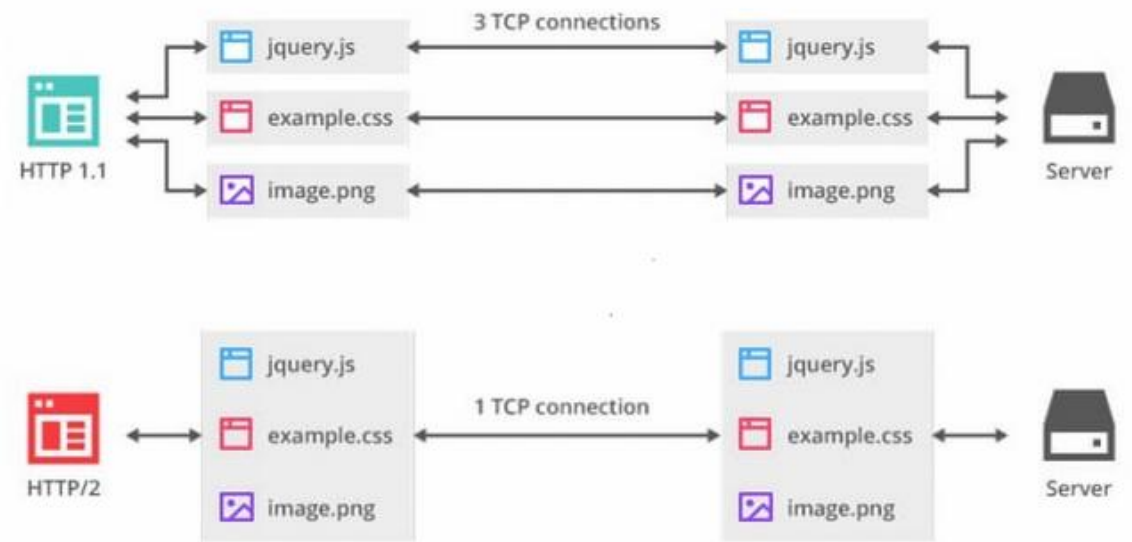 3 TCP connections
jquery.js jquery.js
example.css example.css
HTTP 1.1 Server
image.png image.png
jquery.js jquery.js
1 TCP connection
example.css example.css
HTTP/2 Server
image.png image.png